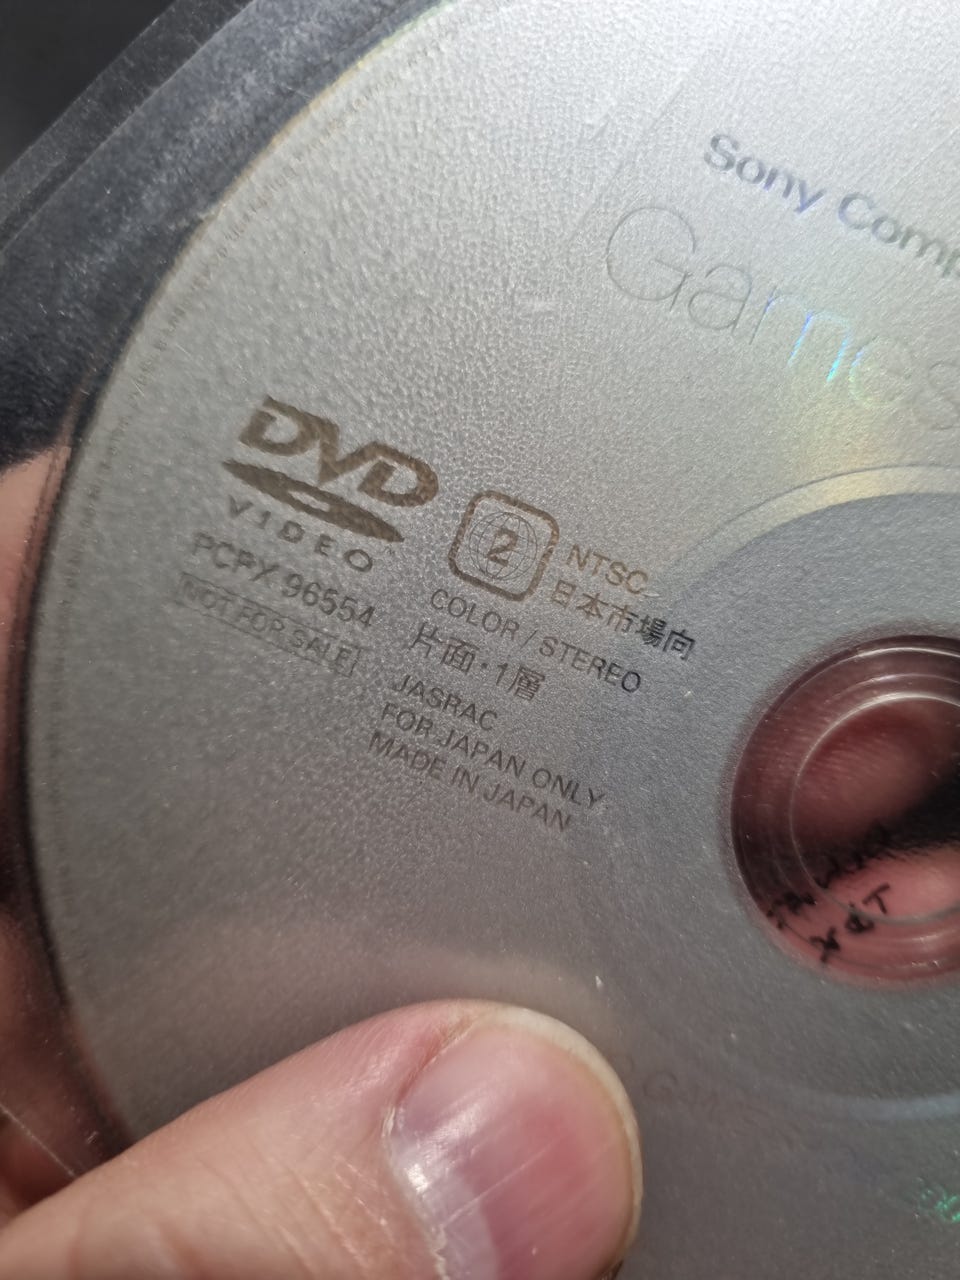 Sony Comp
Games
DVD
VIDEO
2
NTSC
日本市場向
PCPX 96554
COLOR / STEREO
NOT FOR SALE
片面・1層
JASRAC
FOR JAPAN ONLY
MADE IN JAPAN